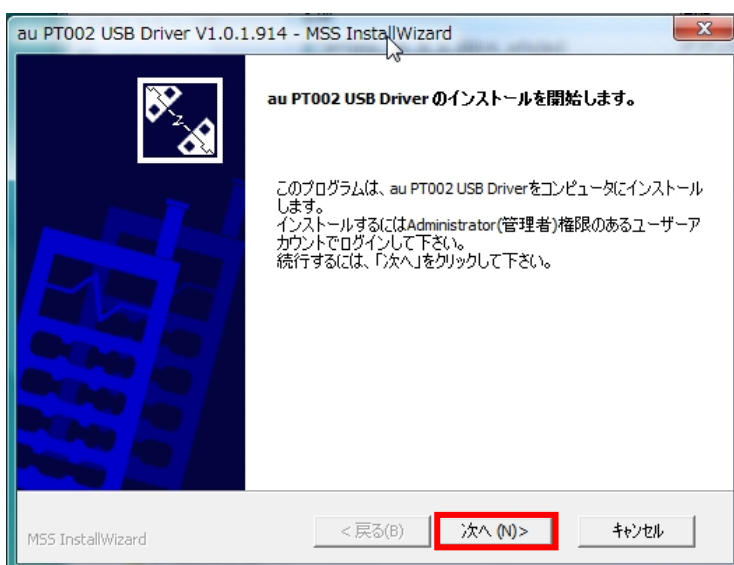 au PT002 USB Driver V1.0.1.914 - MSS InstallWizard
au PT002 USB Driver のインストールを開始します。
このプログラムは、au PT002 USB Driverをコンピュータにインストール
します。
インストールするにはAdministrator(管理者)権限のあるユーザーア
カウントでログインして下さい。
続行するには、「次へ」をクリックして下さい。
MSS InstallWizard
< 戻る(B)
次へ (N)>
キャンセル